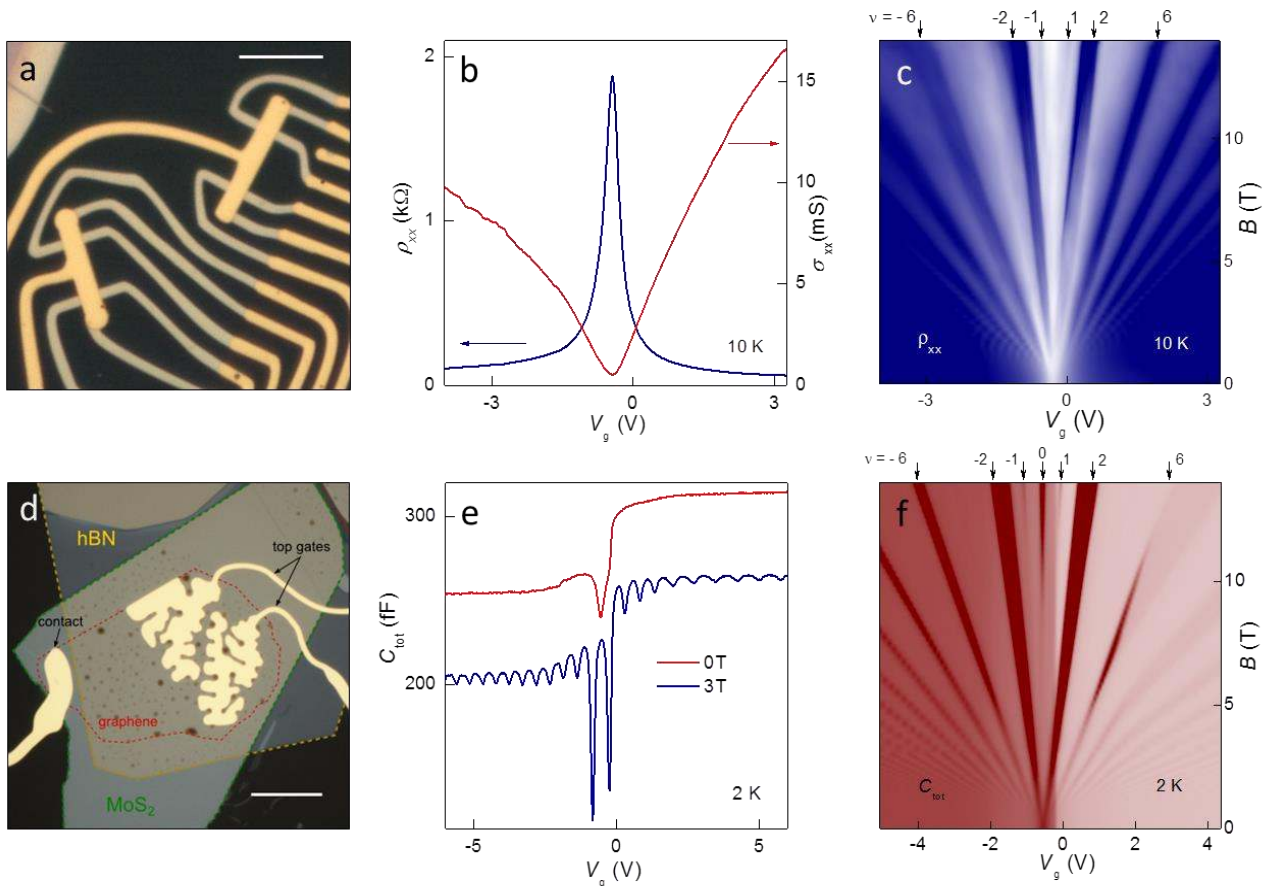 a
b
2
1
0
ρxx (kΩ)
15
10
5
0
σxx (mS)
10 K
-3
0
3
Vg (V)
ν = - 6
-2
-1
1
2
6
c
10
5
0
B (T)
ρxx
10 K
-3
0
3
Vg (V)
d
hBN
top gates
contact
graphene
MoS2
e
300
200
Ctot (fF)
0T
3T
2 K
-5
0
5
Vg (V)
ν = - 6
-2
-1
0
1
2
6
f
10
5
0
B (T)
Ctot
2 K
-4
-2
0
2
4
Vg (V)